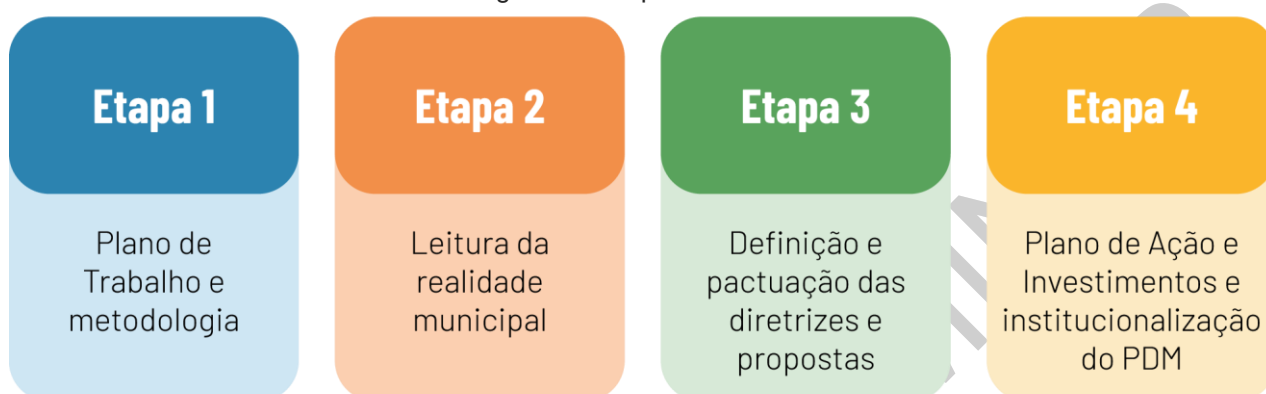 Etapa 1
Etapa 2
Etapa 3
Etapa 4
Plano de
Trabalho e
metodologia
Leitura da
realidade
municipal
Definição e
pactuação das
diretrizes e
propostas
Plano de Ação e
Investimentos e
institucionalização
do PDM